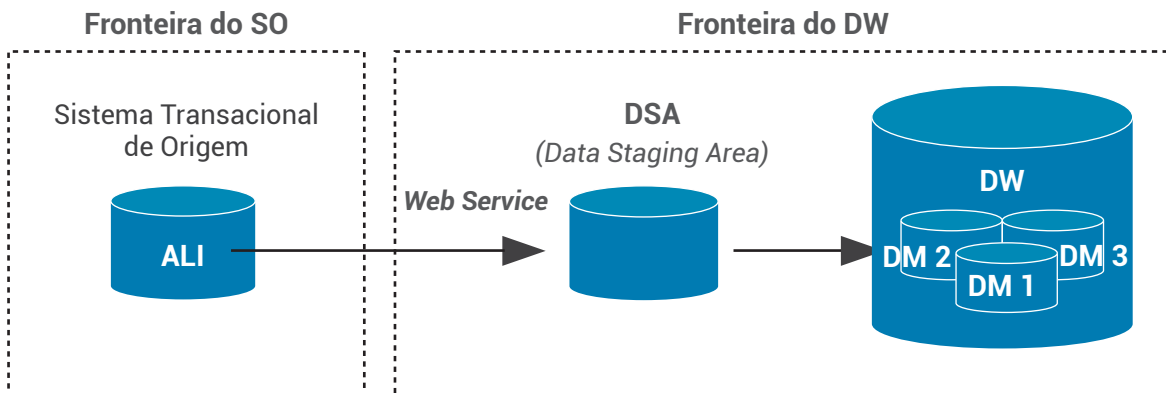 Fronteira do SO
Fronteira do DW
Sistema Transacional
de Origem
DSA
(Data Staging Area)
Web Service
ALI
DW
DM 2
DM 3
DM 1